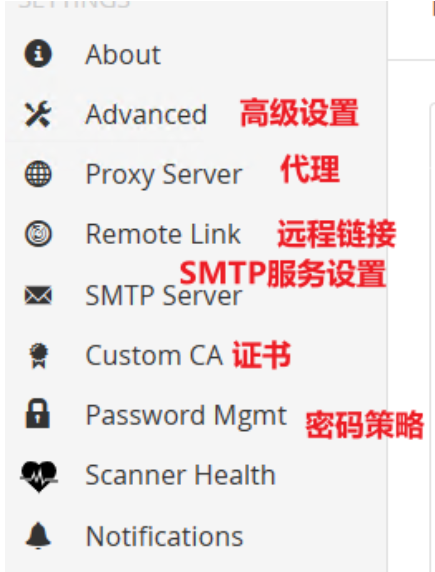 SETTINGS
About
Advanced 高级设置
Proxy Server 代理
Remote Link 远程链接
SMTP服务设置
SMTP Server
Custom CA 证书
Password Mgmt 密码策略
Scanner Health
Notifications